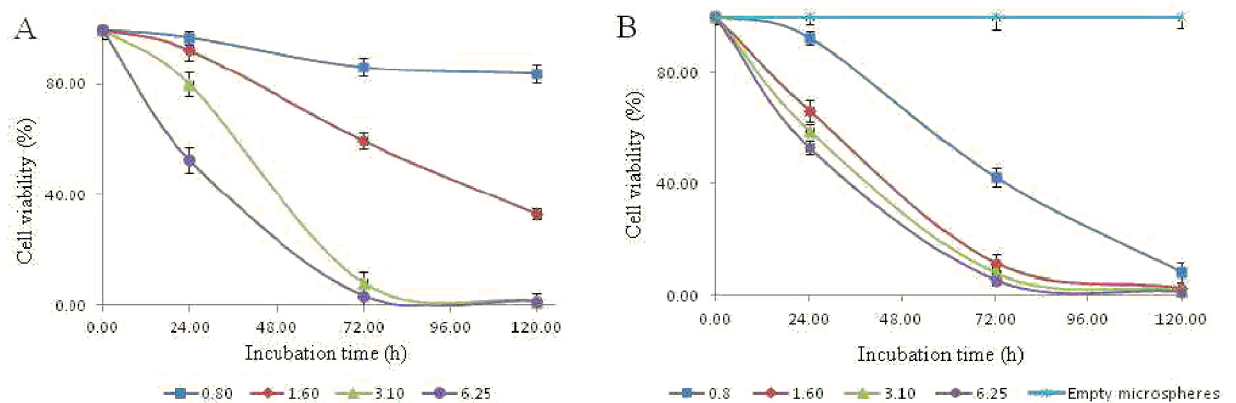 A
Cell viability (%)
80.00
40.00
0.00
0.00 24.00 48.00 72.00 96.00 120.00
Incubation time (h)
0.80 1.60 3.10 6.25
B
Cell viability (%)
80.00
40.00
0.00
0.00 24.00 48.00 72.00 96.00 120.00
Incubation time (h)
0.8 1.60 3.10 6.25 Empty microspheres